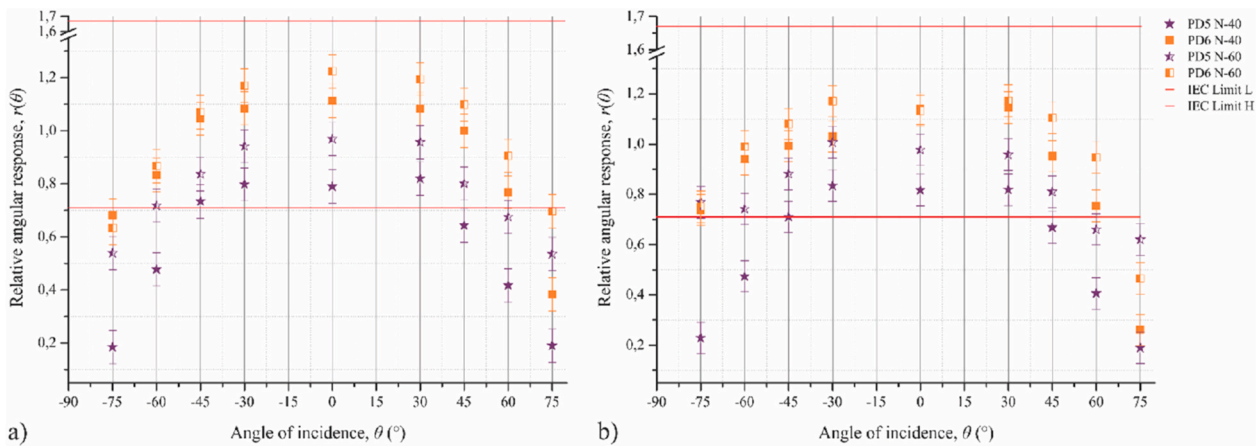 1,7
1,6
1,2
1,0
0,8
0,6
0,4
0,2
Relative angular response, r(θ)
-90 -75 -60 -45 -30 -15 0 15 30 45 60 75
Angle of incidence, θ (°)
a)
1,7
1,6
1,2
1,0
0,8
0,6
0,4
0,2
Relative angular response, r(θ)
-90 -75 -60 -45 -30 -15 0 15 30 45 60 75
Angle of incidence, θ (°)
b)
PD5 N-40
PD6 N-40
PD5 N-60
PD6 N-60
IEC Limit L
IEC Limit H